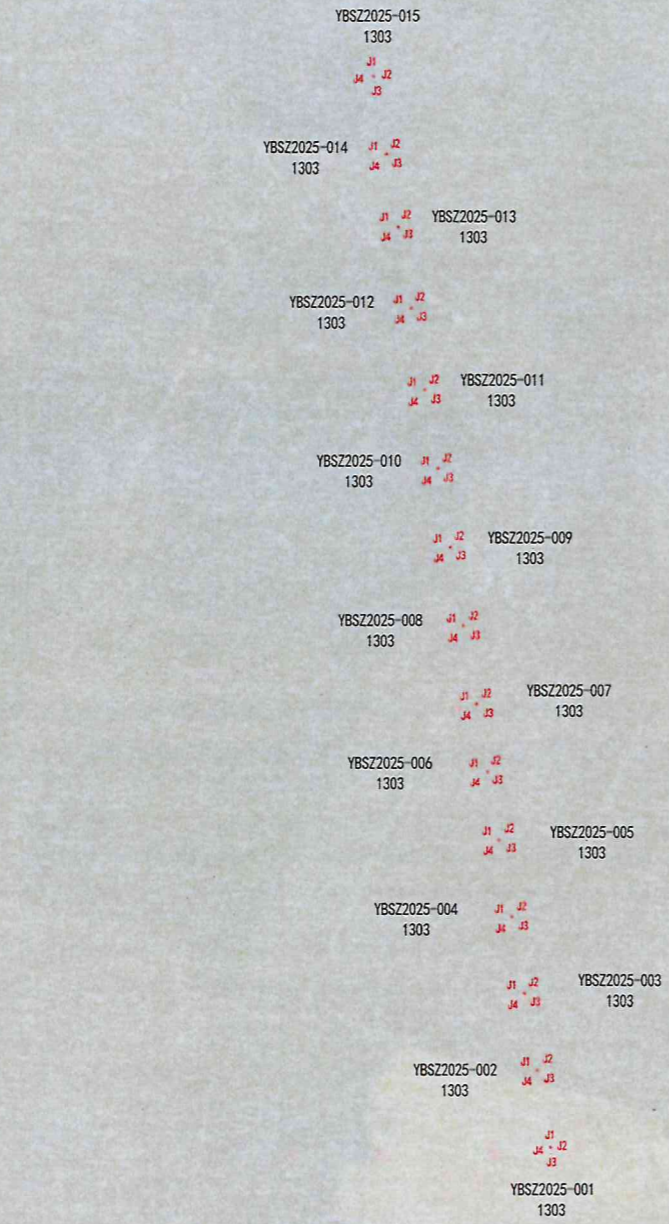 YBSZ2025-015
1303
J1
J4 J2
J3
YBSZ2025-014
1303
J1 J2
J4 J3
J1 J2
J4 J3
YBSZ2025-013
1303
YBSZ2025-012
1303
J1 J2
J4 J3
J1 J2
J4 J3
YBSZ2025-011
1303
YBSZ2025-010
1303
J1 J2
J4 J3
J1 J2
J4 J3
YBSZ2025-009
1303
YBSZ2025-008
1303
J1 J2
J4 J3
J1 J2
J4 J3
YBSZ2025-007
1303
YBSZ2025-006
1303
J1 J2
J4 J3
J1 J2
J4 J3
YBSZ2025-005
1303
YBSZ2025-004
1303
J1 J2
J4 J3
J1 J2
J4 J3
YBSZ2025-003
1303
YBSZ2025-002
1303
J1 J2
J4 J3
J1
J4 J2
J3
YBSZ2025-001
1303